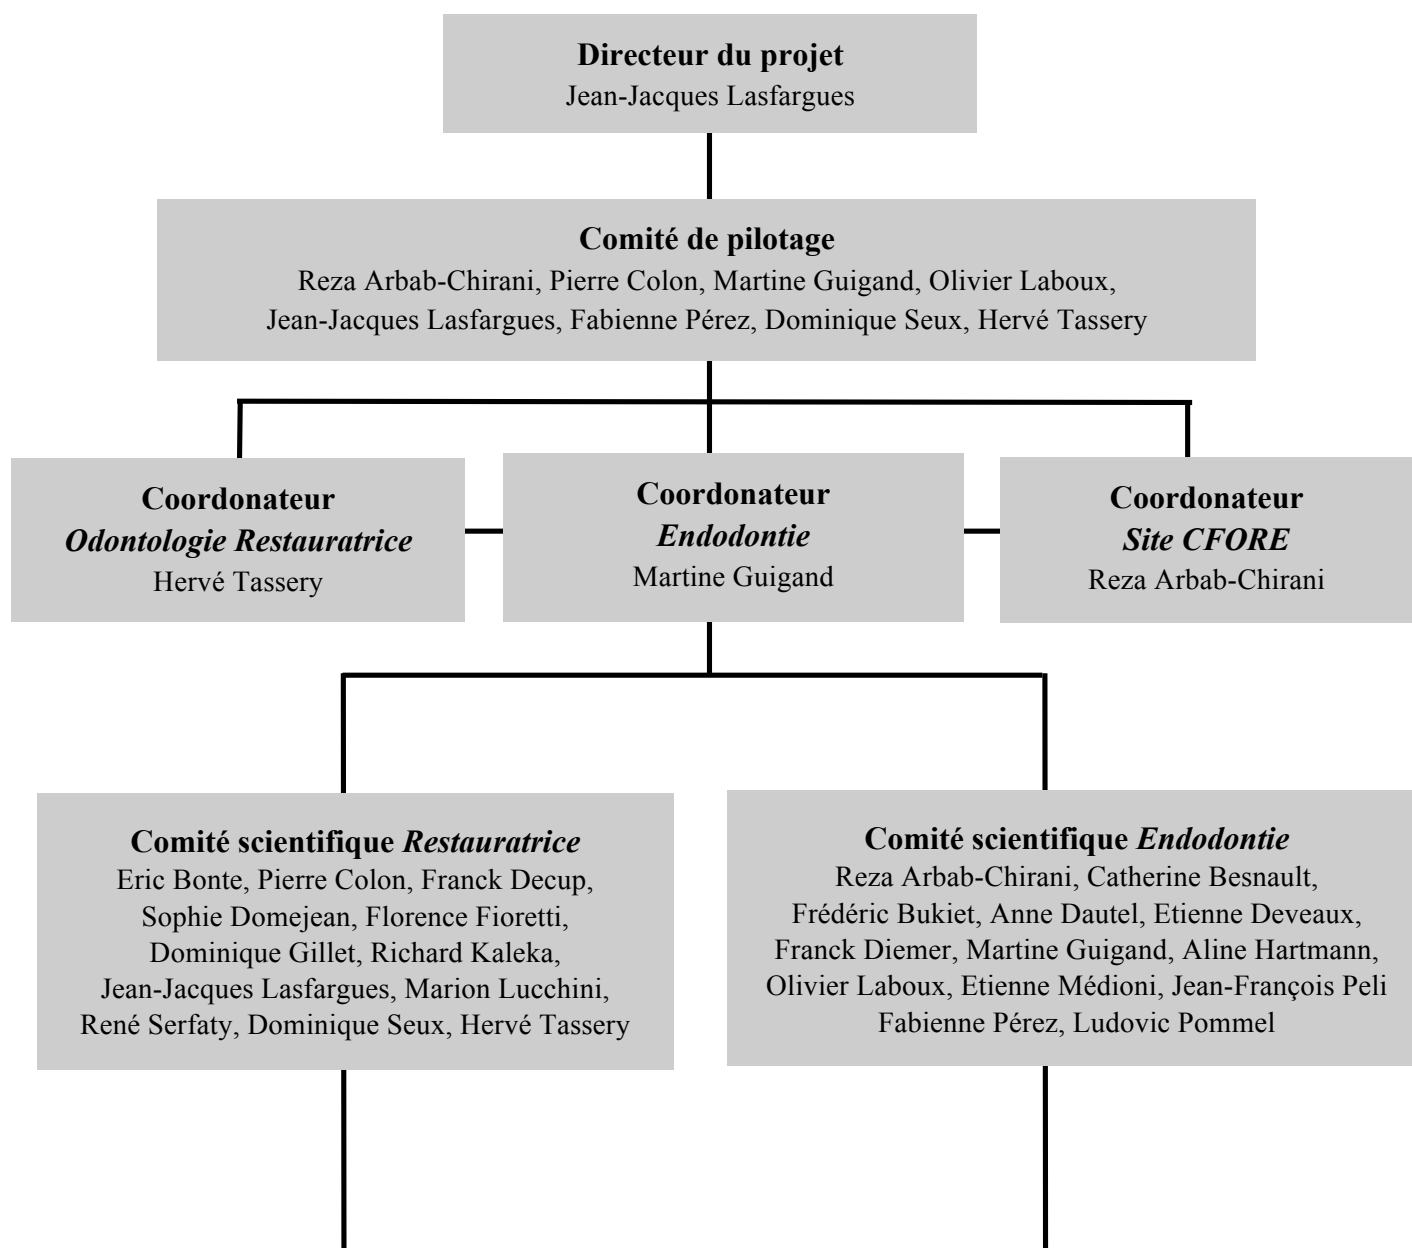 Directeur du projet
Jean-Jacques Lasfargues
Comité de pilotage
Reza Arbab-Chirani, Pierre Colon, Martine Guigand, Olivier Laboux,
Jean-Jacques Lasfargues, Fabienne Pérez, Dominique Seux, Hervé Tassery
Coordonateur
Odontologie Restauratrice
Hervé Tassery
Coordonateur
Endodontie
Martine Guigand
Coordonateur
Site CFORE
Reza Arbab-Chirani
Comité scientifique Restauratrice
Eric Bonte, Pierre Colon, Franck Decup,
Sophie Domejean, Florence Fioretti,
Dominique Gillet, Richard Kaleka,
Jean-Jacques Lasfargues, Marion Lucchini,
René Serfaty, Dominique Seux, Hervé Tassery
Comité scientifique Endodontie
Reza Arbab-Chirani, Catherine Besnault,
Frédéric Bukiet, Anne Dautel, Etienne Deveaux,
Franck Diemer, Martine Guigand, Aline Hartmann,
Olivier Laboux, Etienne Médioni, Jean-François Peli
Fabienne Pérez, Ludovic Pommel